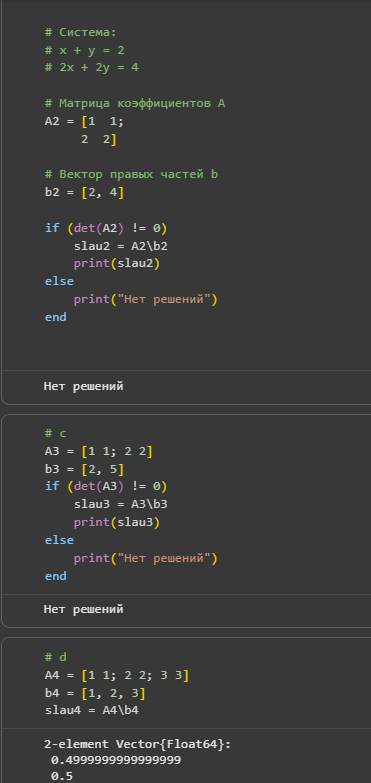 # Система:
# x + y = 2
# 2x + 2y = 4
# Матрица коэффициентов A
A2 = [1  1;
     2  2]
# Вектор правых частей b
b2 = [2, 4]
if (det(A2) != 0)
    slau2 = A2\b2
    print(slau2)
else
    print("Нет решений")
end
Нет решений
# c
A3 = [1 1; 2 2]
b3 = [2, 5]
if (det(A3) != 0)
    slau3 = A3\b3
    print(slau3)
else
    print("Нет решений")
end
Нет решений
# d
A4 = [1 1; 2 2; 3 3]
b4 = [1, 2, 3]
slau4 = A4\b4
2-element Vector{Float64}:
 0.4999999999999999
 0.5